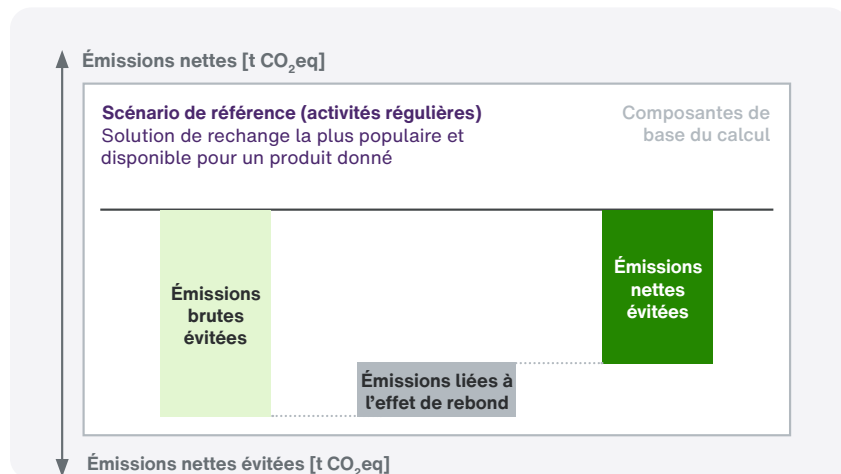 Émissions nettes [t CO₂eq]
Scénario de référence (activités régulières)
Solution de rechange la plus populaire et
disponible pour un produit donné
Composantes de
base du calcul
Émissions
brutes
évitées
Émissions liées à
l’effet de rebond
Émissions
nettes
évitées
Émissions nettes évitées [t CO₂eq]